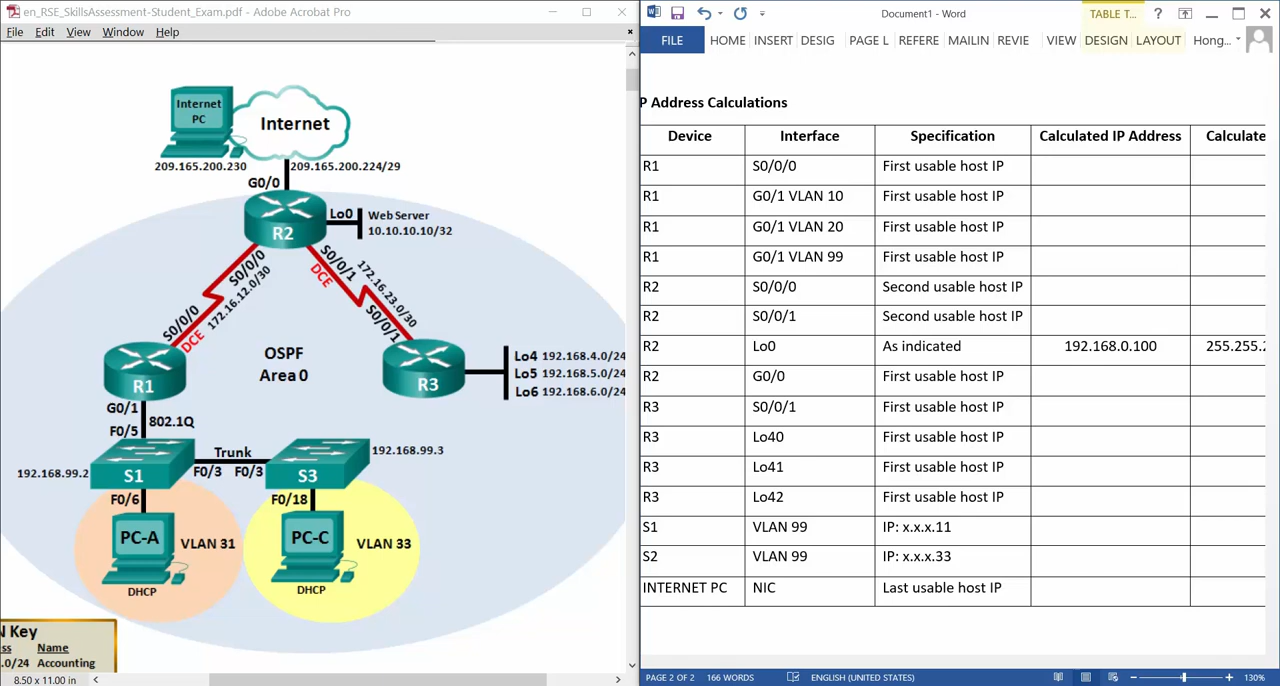 en_RSE_SkillsAssessment-Student_Exam.pdf - Adobe Acrobat Pro
File Edit View Window Help
Internet
PC
Internet
209.165.200.230
209.165.200.224/29
G0/0
R2
Lo0
Web Server
10.10.10.10/32
S0/0/0
172.16.12.0/30
S0/0/0
DCE
S0/0/1
DCE
172.16.23.0/30
S0/0/1
OSPF
Area 0
R1
R3
Lo4 192.168.4.0/24
Lo5 192.168.5.0/24
Lo6 192.168.6.0/24
G0/1
802.1Q
F0/5
Trunk
192.168.99.3
192.168.99.2
S1
F0/3 F0/3
S3
F0/6
F0/18
PC-A
VLAN 31
PC-C
VLAN 33
DHCP
DHCP
N Key
ss Name
.0/24 Accounting
8.50 x 11.00 in
Document1 - Word
TABLE T...
?
FILE HOME INSERT DESIG PAGE L REFERE MAILIN REVIE VIEW DESIGN LAYOUT Hong...
P Address Calculations
Device Interface Specification Calculated IP Address Calculate
R1 S0/0/0 First usable host IP
R1 G0/1 VLAN 10 First usable host IP
R1 G0/1 VLAN 20 First usable host IP
R1 G0/1 VLAN 99 First usable host IP
R2 S0/0/0 Second usable host IP
R2 S0/0/1 Second usable host IP
R2 Lo0 As indicated 192.168.0.100 255.255.2
R2 G0/0 First usable host IP
R3 S0/0/1 First usable host IP
R3 Lo40 First usable host IP
R3 Lo41 First usable host IP
R3 Lo42 First usable host IP
S1 VLAN 99 IP: x.x.x.11
S2 VLAN 99 IP: x.x.x.33
INTERNET PC NIC Last usable host IP
PAGE 2 OF 2 166 WORDS ENGLISH (UNITED STATES) 130%